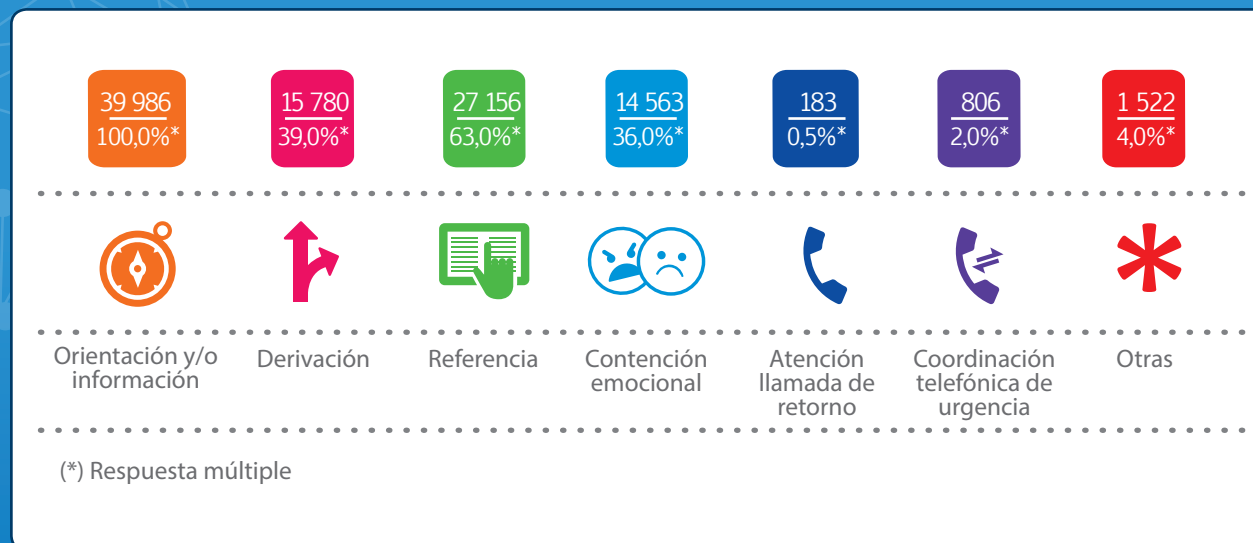 39 986
100,0%*
15 780
39,0%*
27 156
63,0%*
14 563
36,0%*
183
0,5%*
806
2,0%*
1 522
4,0%*
Orientación y/o
información
Derivación
Referencia
Contención
emocional
Atención
llamada de
retorno
Coordinación
telefónica de
urgencia
Otras
(*) Respuesta múltiple